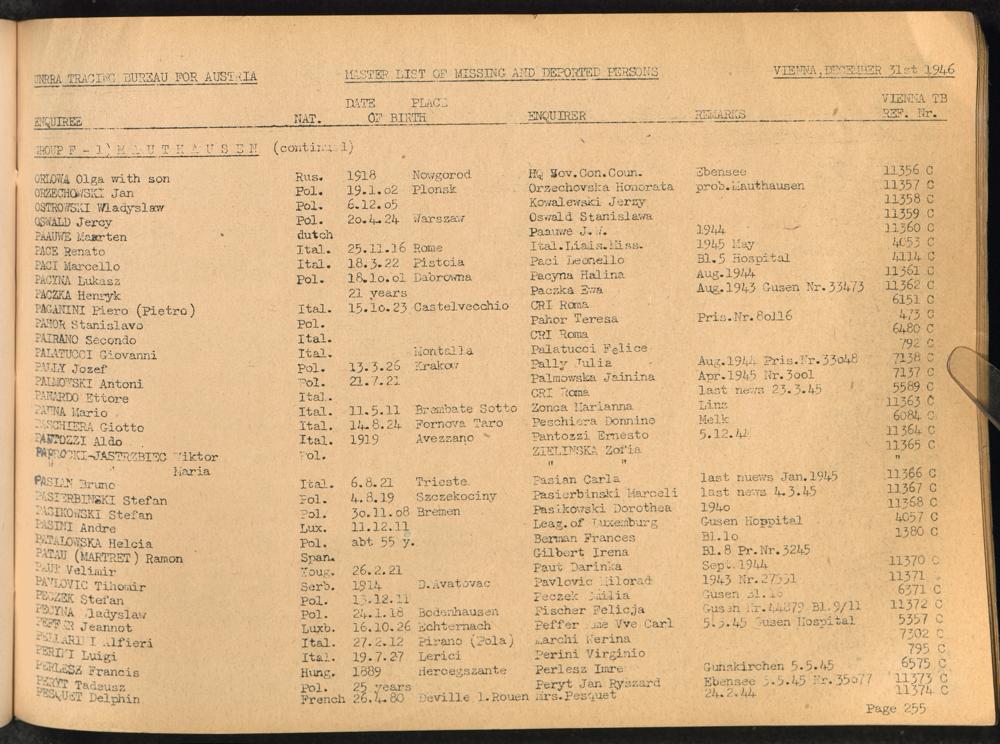 UNRRA TRACING BUREAU FOR AUSTRIA MASTER LIST OF MISSING AND DEPORTED PERSONS VIENNA, DECEMBER 31st 1946
DATE PLACE VIENNA TB
ENQUIREE NAT. OF BIRTH ENQUIRER REMARKS REF. Nr.
GROUP F - 1) M A U T H A U S E N (continued)
ORLOWA Olga with son Rus. 1918 Nowgorod HQ Sov.Con.Coun. Ebensee 11356 C
ORZECHOWSKI Jan Pol. 19.1.02 Plonsk Orzechovska Honorata prob.Mauthausen 11357 C
OSTROWSKI Wladyslaw Pol. 6.12.05 Kowalewski Jerzy 11358 C
OSWALD Jercy Pol. 20.4.24 Warszaw Oswald Stanislawa 11359 C
PAAUWE Maarten dutch Paauwe J.W. 1944 11360 C
PACE Renato Ital. 25.11.16 Rome Ital.Liais.Miss. 1945 May 4053 C
PACI Marcello Ital. 18.3.22 Pistoia Paci Leonello Bl.5 Hospital 4114 C
PACYNA Lukasz Pol. 18.10.01 Dabrowna Pacyna Halina Aug.1944 11361 C
PACZKA Henryk 21 years Paczka Ewa Aug.1943 Gusen Nr.33473 11362 C
PAGANINI Piero (Pietro) Ital. 15.10.23 Castelvecchio CRI Roma 6151 C
PAHOR Stanislavo Pol. Pahor Teresa Pris.Nr.80116 473 C
PAIRANO Secondo Ital. CRI Roma 6480 C
PALATUCCI Giovanni Ital. Montalla Palatucci Felice 792 C
PALLY Jozef Pol. 13.3.26 Krakow Pally Julia Aug.1944 Pris.Nr.33048 7138 C
PALMOWSKI Antoni Pol. 21.7.21 Palmowska Jainina Apr.1945 Nr.3001 7137 C
PANARDO Ettore Ital. CRI Roma last news 23.3.45 5589 C
PANNA Mario Ital. 11.5.11 Brembate Sotto Zonca Marianna Linz 11363 C
PASCHIERA Giotto Ital. 14.8.24 Fornova Taro Peschiera Donnino Melk 6084 C
PANTOZZI Aldo Ital. 1919 Avezzano Pantozzi Ernesto 5.12.44 11364 C
PAPROCKI-JASTRZBIEC Wiktor Pol. ZIELINSKA Zofia 11365 C
" Maria " " "
PASIAN Bruno Ital. 6.8.21 Trieste Pasian Carla last nuews Jan.1945 11366 C
PASIERBINSKI Stefan Pol. 4.8.19 Szczekociny Pasierbinski Marceli last news 4.3.45 11367 C
PASIKOWSKI Stefan Pol. 30.11.08 Bremen Pasikowski Dorothea 1940 11368 C
PASINI Andre Lux. 11.12.11 Leag.of Luxemburg Gusen Hoppital 4057 C
PATALOWSKA Helcia Pol. abt 55 y. Berman Frances Bl.10 1380 C
PATAU (MARTRET) Ramon Span. Gilbert Irena Bl.8 Pr.Nr.3245
PAUT Velimir Youg. 26.2.21 Paut Darinka Sept.1944 11370 C
PAVLOVIC Tihomir Serb. 1914 D.Avatovac Pavlovic Milorad 1943 Nr.27531 11371
PECZEK Stefan Pol. 13.12.11 Peczek Emilia Gusen Bl. 6371 C
PECYNA Wladyslaw Pol. 24.1.18 Bodenhausen Fischer Felicja Gusen Nr.44879 Bl.9/11 11372 C
PEFFER Jeannot Luxb. 16.10.26 Echternach Peffer Vve Carl 5.5.45 Gusen Hospital 5357 C
PELLARINI Alfieri Ital. 27.2.12 Pirano (Pola) Marchi Nerina 7302 C
PERINI Luigi Ital. 19.7.27 Lerici Perini Virginio 795 C
PERLESZ Francis Hung. 1889 Hercegszante Perlesz Imre Gunskirchen 5.5.45 6575 C
PERYT Tadeusz Pol. 25 years Peryt Jan Ryszard Ebensee 5.5.45 Nr.35077 11373 C
PESQUET Delphin French 26.4.80 Deville l.Rouen Mrs.Pesquet 24.2.44 11374 C
Page 255